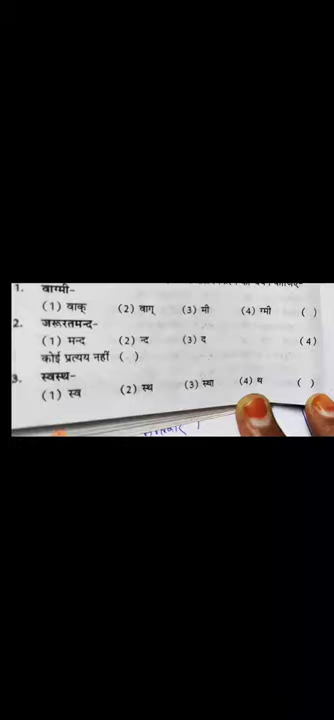 1. वाग्मी-
(1) वाक् (2) वाग् (3) मी (4) ग्मी ( )
2. जरूरतमन्द-
(1) मन्द (2) न्द (3) द (4)
कोई प्रत्यय नहीं ( )
3. स्वस्थ-
(1) स्व (2) स्थ (3) स्था (4) थ ( )